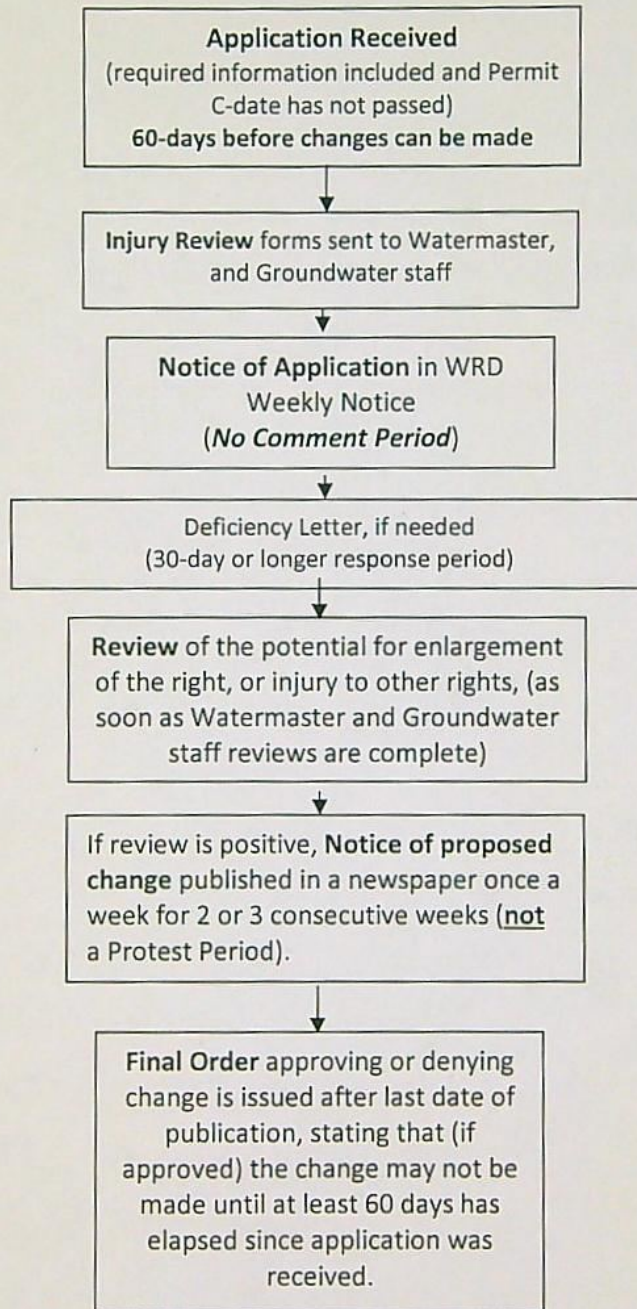 Application Received
(required information included and Permit
C-date has not passed)
60-days before changes can be made
Injury Review forms sent to Watermaster,
and Groundwater staff
Notice of Application in WRD
Weekly Notice
(No Comment Period)
Deficiency Letter, if needed
(30-day or longer response period)
Review of the potential for enlargement
of the right, or injury to other rights, (as
soon as Watermaster and Groundwater
staff reviews are complete)
If review is positive, Notice of proposed
change published in a newspaper once a
week for 2 or 3 consecutive weeks (not
a Protest Period).
Final Order approving or denying
change is issued after last date of
publication, stating that (if
approved) the change may not be
made until at least 60 days has
elapsed since application was
received.